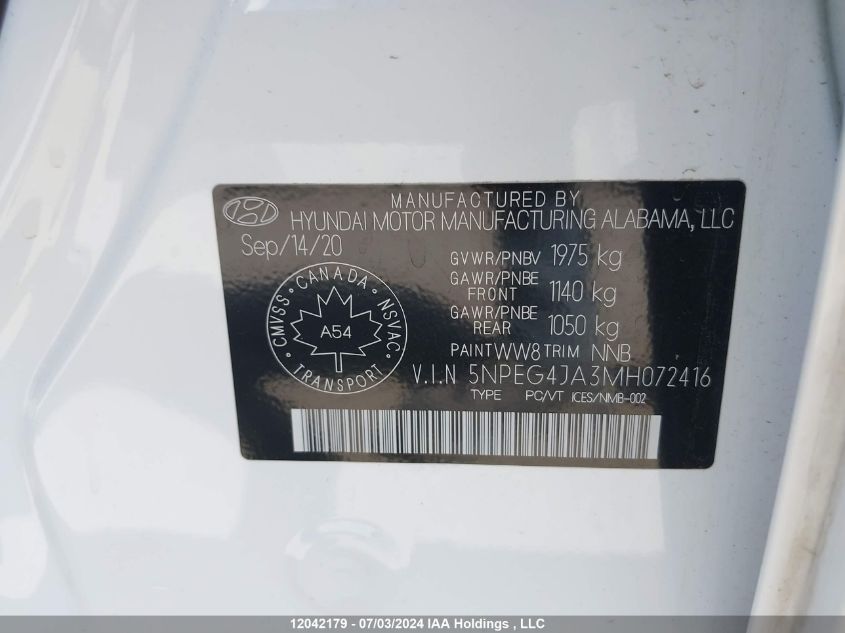 MANUFACTURED BY
HYUNDAI MOTOR MANUFACTURING ALABAMA, LLC
Sep/14/20
GVWR/PNBV 1975 kg
GAWR/PNBE
FRONT 1140 kg
GAWR/PNBE
REAR 1050 kg
CANADA
CMVSS
NSVAC
A54
TRANSPORT
PAINT WW8 TRIM NNB
V.I.N 5NPEG4JA3MH072416
TYPE PC/VT ICES/NMB-002
12042179 - 07/03/2024 IAA Holdings , LLC